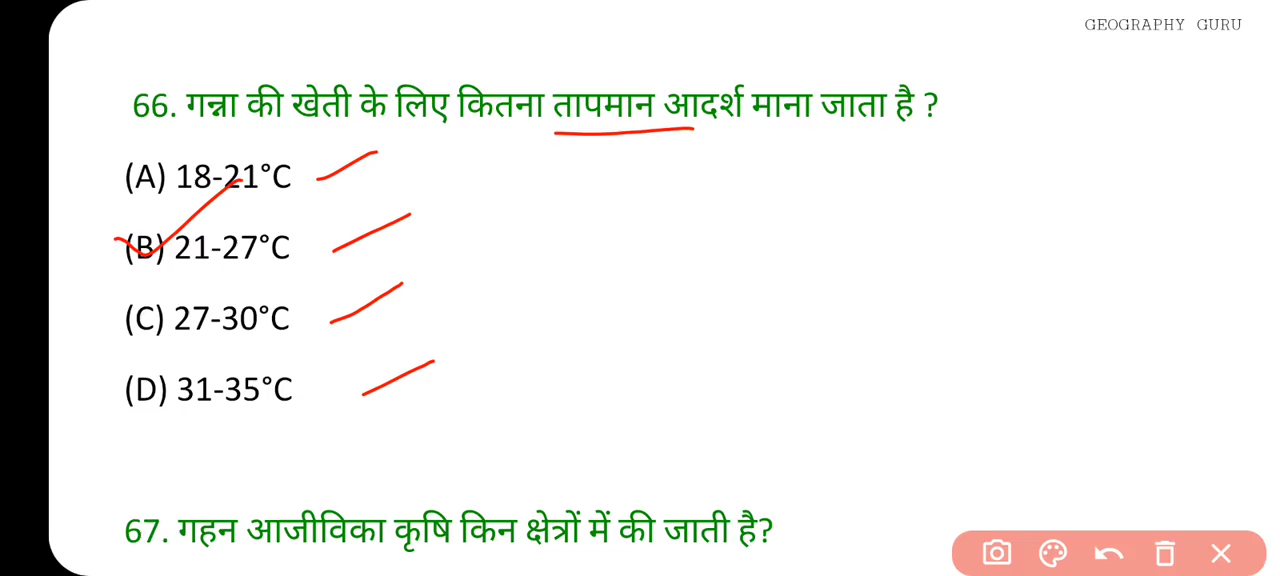 GEOGRAPHY GURU
66. गन्ना की खेती के लिए कितना तापमान आदर्श माना जाता है ?
(A) 18-21°C
(B) 21-27°C
(C) 27-30°C
(D) 31-35°C
67. गहन आजीविका कृषि किन क्षेत्रों में की जाती है?